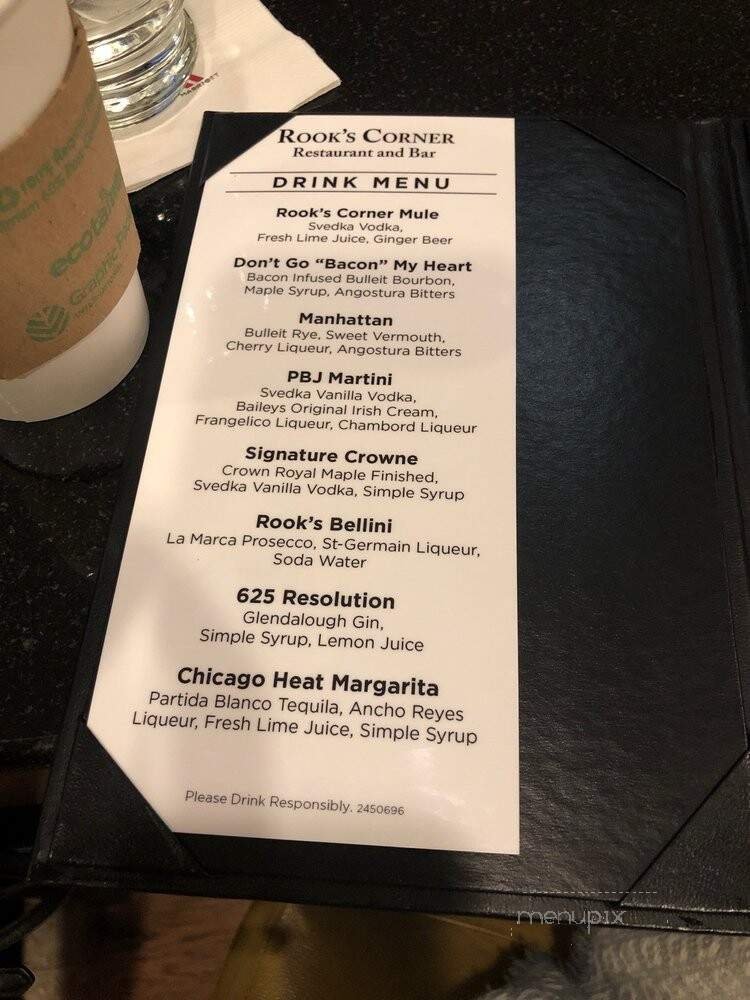 MARRIOTT
ecotainer
Graphic
ROOK'S CORNER
Restaurant and Bar
DRINK MENU
Rook's Corner Mule
Svedka Vodka,
Fresh Lime Juice, Ginger Beer
Don't Go "Bacon" My Heart
Bacon Infused Bulleit Bourbon,
Maple Syrup, Angostura Bitters
Manhattan
Bulleit Rye, Sweet Vermouth,
Cherry Liqueur, Angostura Bitters
PBJ Martini
Svedka Vanilla Vodka,
Baileys Original Irish Cream,
Frangelico Liqueur, Chambord Liqueur
Signature Crowne
Crown Royal Maple Finished,
Svedka Vanilla Vodka, Simple Syrup
Rook's Bellini
La Marca Prosecco, St-Germain Liqueur,
Soda Water
625 Resolution
Glendalough Gin,
Simple Syrup, Lemon Juice
Chicago Heat Margarita
Partida Blanco Tequila, Ancho Reyes
Liqueur, Fresh Lime Juice, Simple Syrup
Please Drink Responsibly. 2450696
menupix